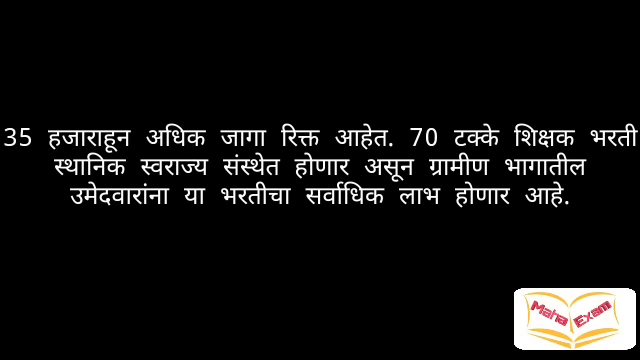 35 हजाराहून अधिक जागा रिक्त आहेत. 70 टक्के शिक्षक भरती
स्थानिक स्वराज्य संस्थेत होणार असून ग्रामीण भागातील
उमेदवारांना या भरतीचा सर्वाधिक लाभ होणार आहे.
Maha Exam